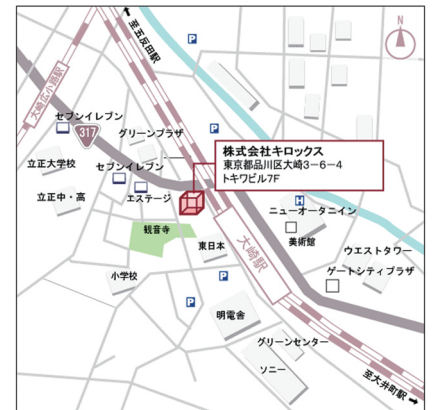 至五反田駅
N
P
大崎広小路駅
セブンイレブン
317
グリーンプラザ
P
株式会社キロックス
東京都品川区大崎3-6-4
トキワビル7F
立正大学校
セブンイレブン
立正中・高
エステージ
H
ニューオータニイン
観音寺
美術館
東日本
大崎駅
ウエストタワー
ゲートシティプラザ
小学校
P
P
明電舎
グリーンセンター
ソニー
至大井町駅